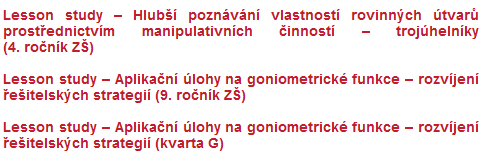 Lesson study – Hlubší poznávání vlastností rovinných útvarů
prostřednictvím manipulativních činností – trojúhelníky
(4. ročník ZŠ)
Lesson study – Aplikační úlohy na goniometrické funkce – rozvíjení
řešitelských strategií (9. ročník ZŠ)
Lesson study – Aplikační úlohy na goniometrické funkce – rozvíjení
řešitelských strategií (kvarta G)